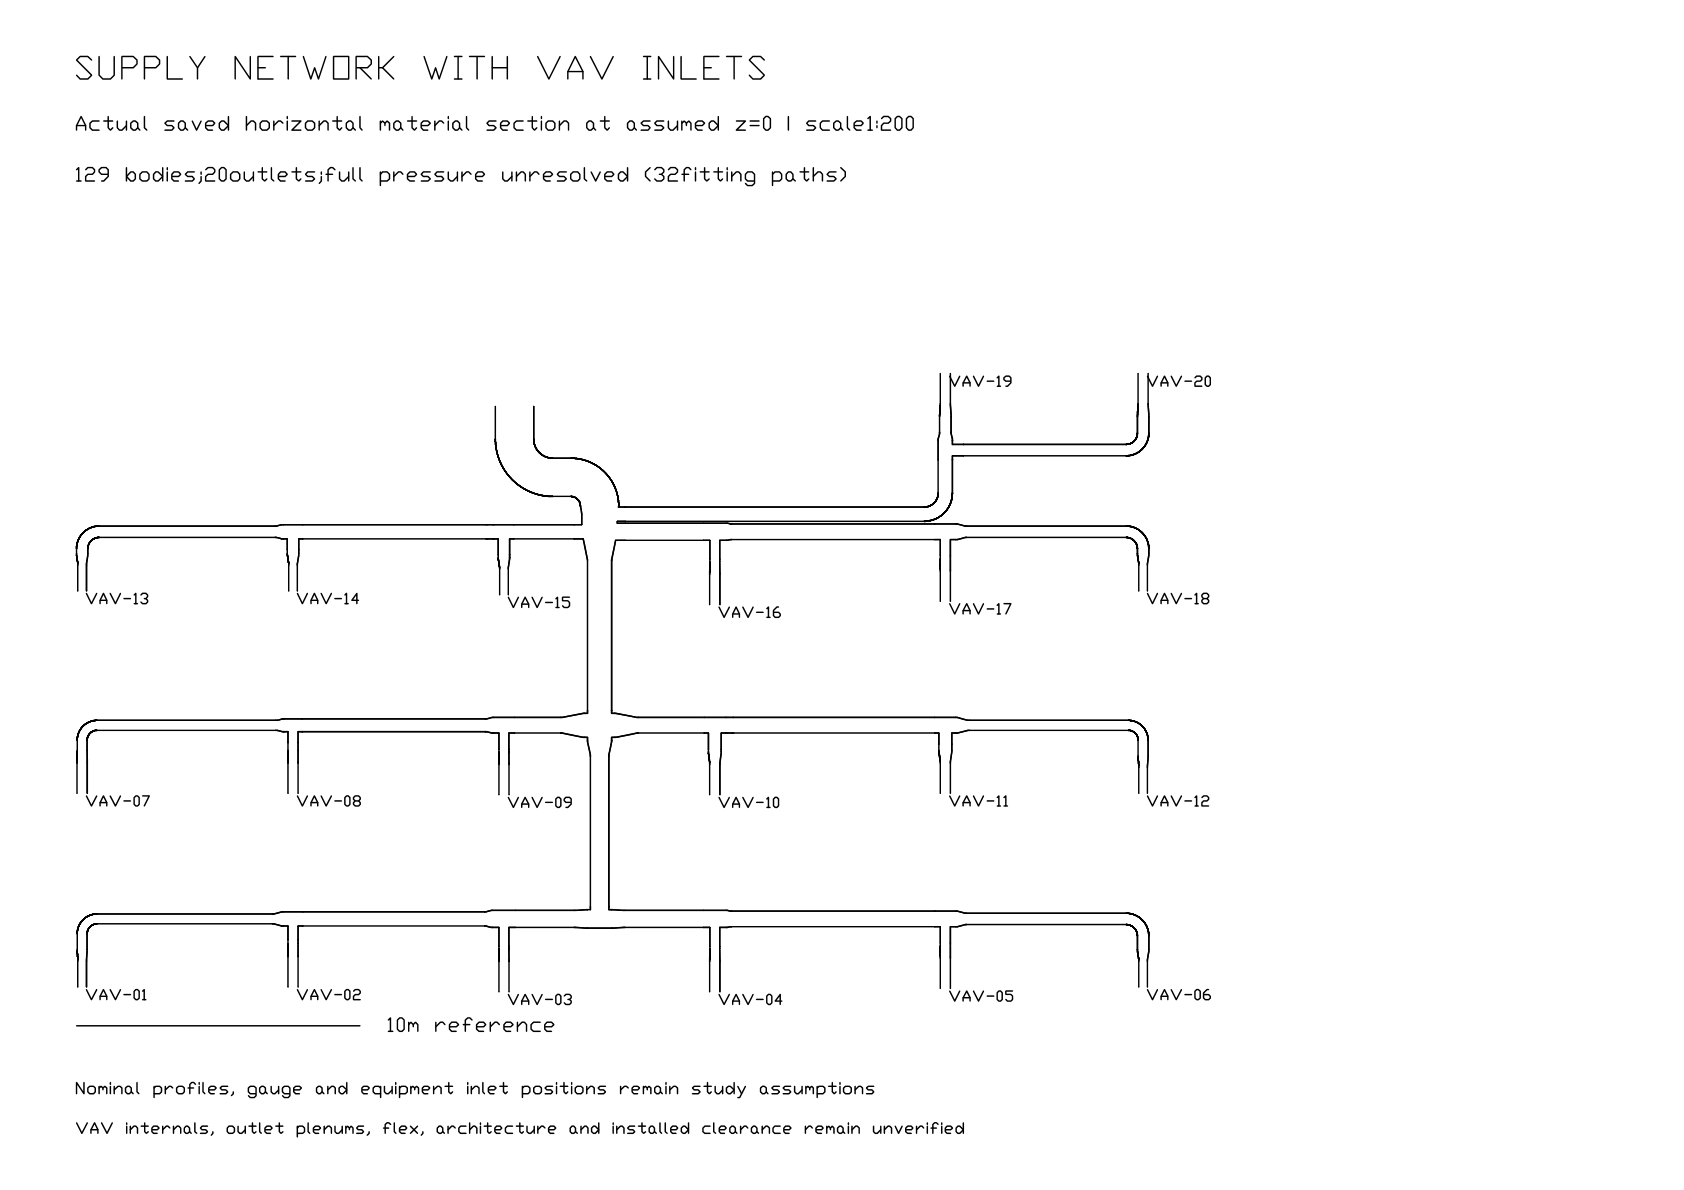 SUPPLY NETWORK WITH VAV INLETS
Actual saved horizontal material section at assumed z=0 | scale1:200
129 bodies;20outlets;full pressure unresolved (32fitting paths)
VAV-19 VAV-20
VAV-13 VAV-14 VAV-15 VAV-16 VAV-17 VAV-18
VAV-07 VAV-08 VAV-09 VAV-10 VAV-11 VAV-12
VAV-01 VAV-02 VAV-03 VAV-04 VAV-05 VAV-06
10m reference
Nominal profiles, gauge and equipment inlet positions remain study assumptions
VAV internals, outlet plenums, flex, architecture and installed clearance remain unverified